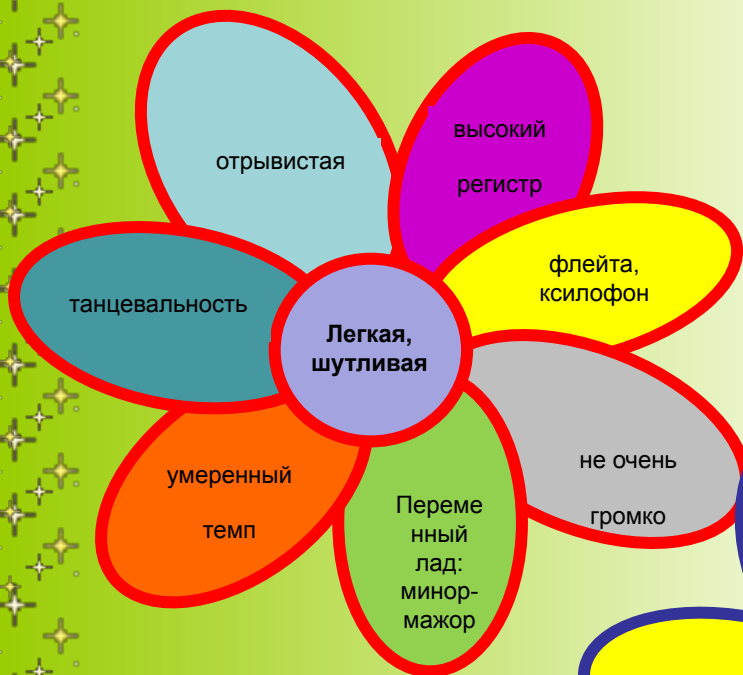 отрывистая
высокий
регистр
флейта,
ксилофон
танцевальность
Легкая,
шутливая
не очень
громко
умеренный
темп
Переме
нный
лад:
минор-
мажор